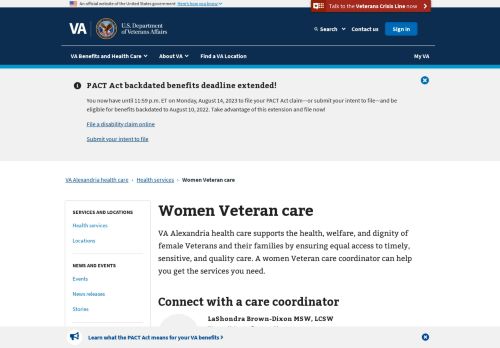 An official website of the United States government Here's how you know
Talk to the Veterans Crisis Line now
VA
U.S. Department
of Veterans Affairs
Search
Contact us
Sign in
VA Benefits and Health Care
About VA
Find a VA Location
My VA
PACT Act backdated benefits deadline extended!
You now have until 11:59 p.m. ET on Monday, August 14, 2023 to file your PACT Act claim—or submit your intent to file—and be
eligible for benefits backdated to August 10, 2022. Take advantage of this extension and file now!
File a disability claim online
Submit your intent to file
VA Alexandria health care › Health services › Women Veteran care
SERVICES AND LOCATIONS
Health services
Locations
NEWS AND EVENTS
Events
News releases
Stories
Women Veteran care
VA Alexandria health care supports the health, welfare, and dignity of
female Veterans and their families by ensuring equal access to timely,
sensitive, and quality care. A women Veteran care coordinator can help
you get the services you need.
Connect with a care coordinator
LaShondra Brown-Dixon MSW, LCSW
Learn what the PACT Act means for your VA benefits